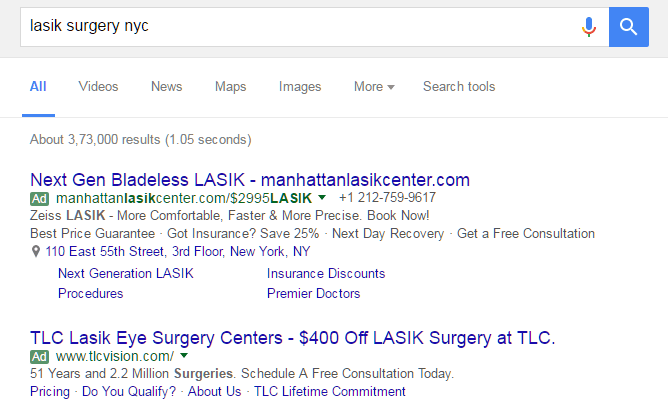 lasik surgery nyc
All Videos News Maps Images More Search tools
About 3,73,000 results (1.05 seconds)
Next Gen Bladeless LASIK - manhattanlasikcenter.com
Ad manhattanlasikcenter.com/$2995LASIK +1 212-759-9617
Zeiss LASIK - More Comfortable, Faster & More Precise. Book Now!
Best Price Guarantee · Got Insurance? Save 25% · Next Day Recovery · Get a Free Consultation
110 East 55th Street, 3rd Floor, New York, NY
Next Generation LASIK Insurance Discounts
Procedures Premier Doctors
TLC Lasik Eye Surgery Centers - $400 Off LASIK Surgery at TLC.
Ad www.tlcvision.com/
51 Years and 2.2 Million Surgeries. Schedule A Free Consultation Today.
Pricing · Do You Qualify? · About Us · TLC Lifetime Commitment